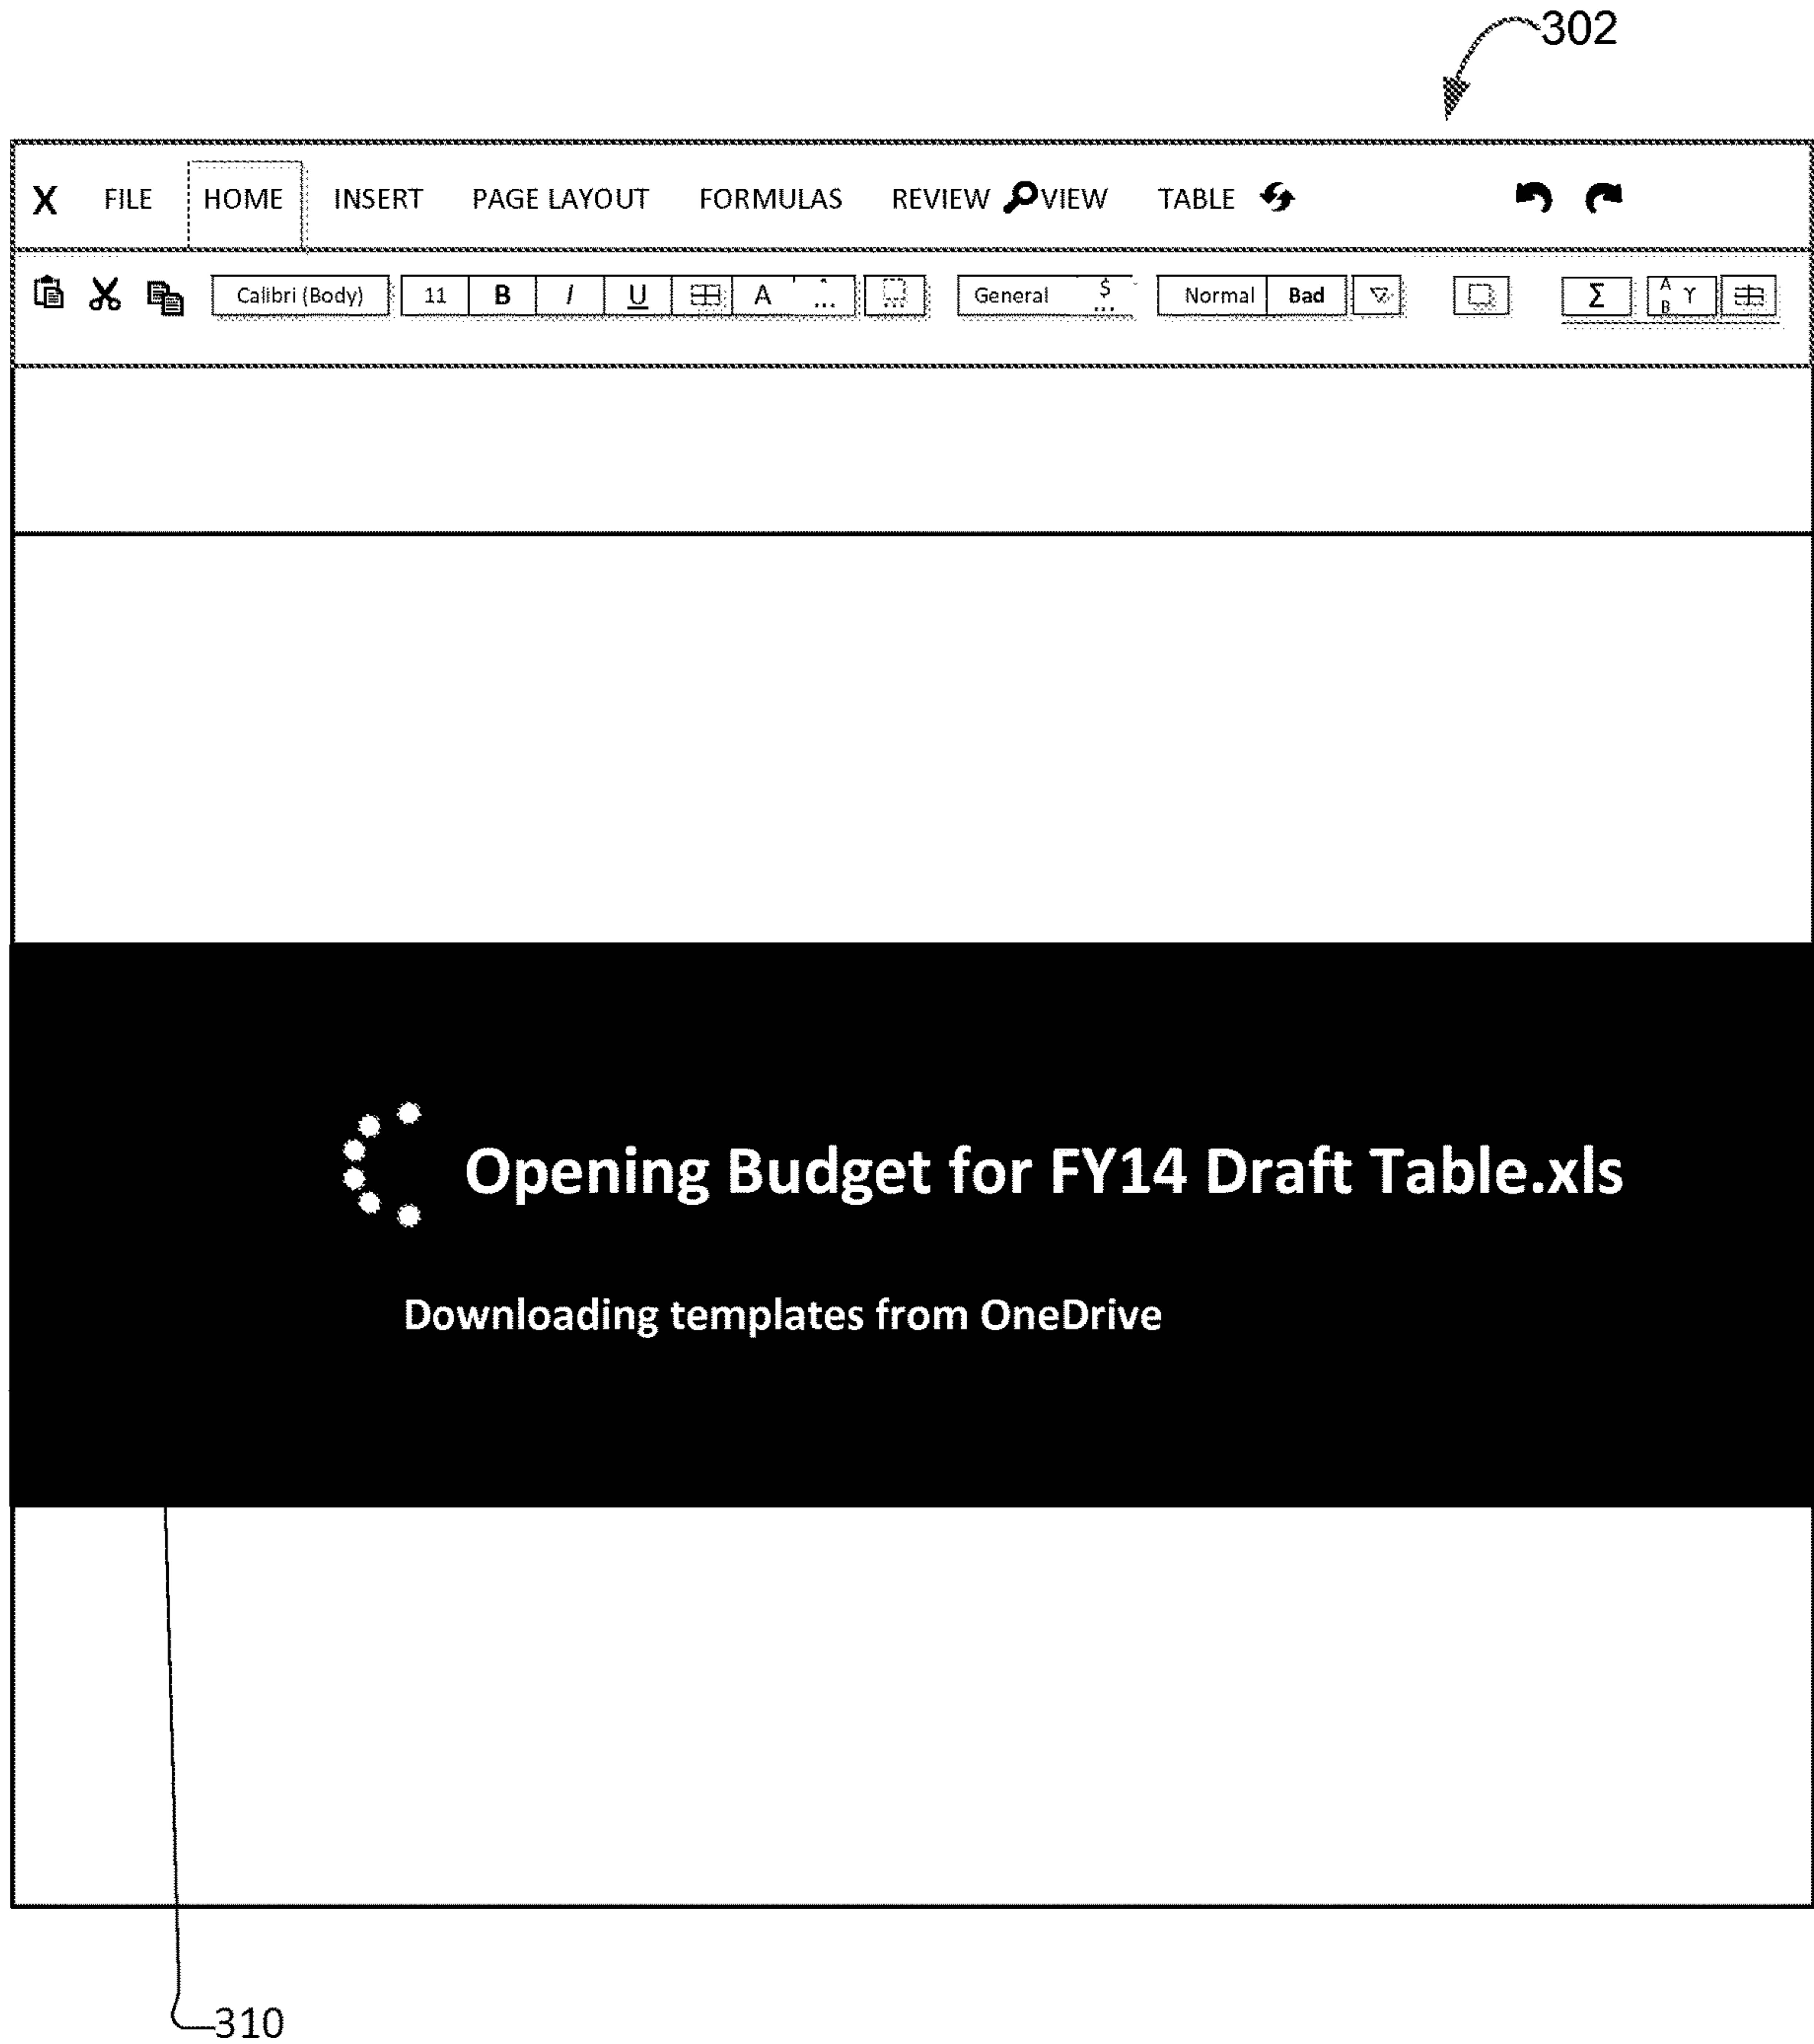 302
X FILE HOME INSERT PAGE LAYOUT FORMULAS REVIEW VIEW TABLE
Calibri (Body) 11 B I U A ... General $ ... Normal Bad Σ A B Y
Opening Budget for FY14 Draft Table.xls
Downloading templates from OneDrive
310